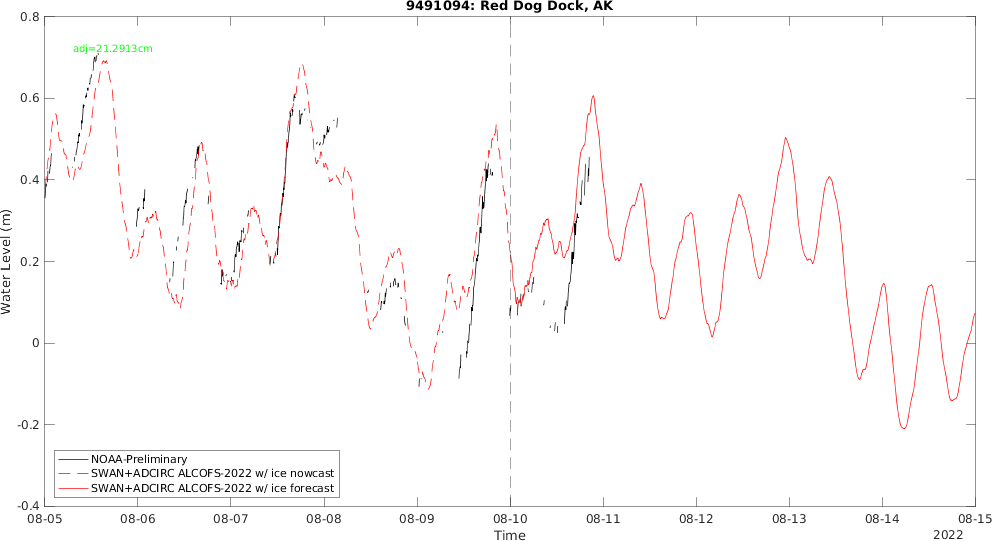 9491094: Red Dog Dock, AK
adj=21.2913cm
Water Level (m)
0.8
0.6
0.4
0.2
0
-0.2
-0.4
NOAA-Preliminary
SWAN+ADCIRC ALCOFS-2022 w/ ice nowcast
SWAN+ADCIRC ALCOFS-2022 w/ ice forecast
08-05 08-06 08-07 08-08 08-09 08-10 08-11 08-12 08-13 08-14 08-15
Time
2022